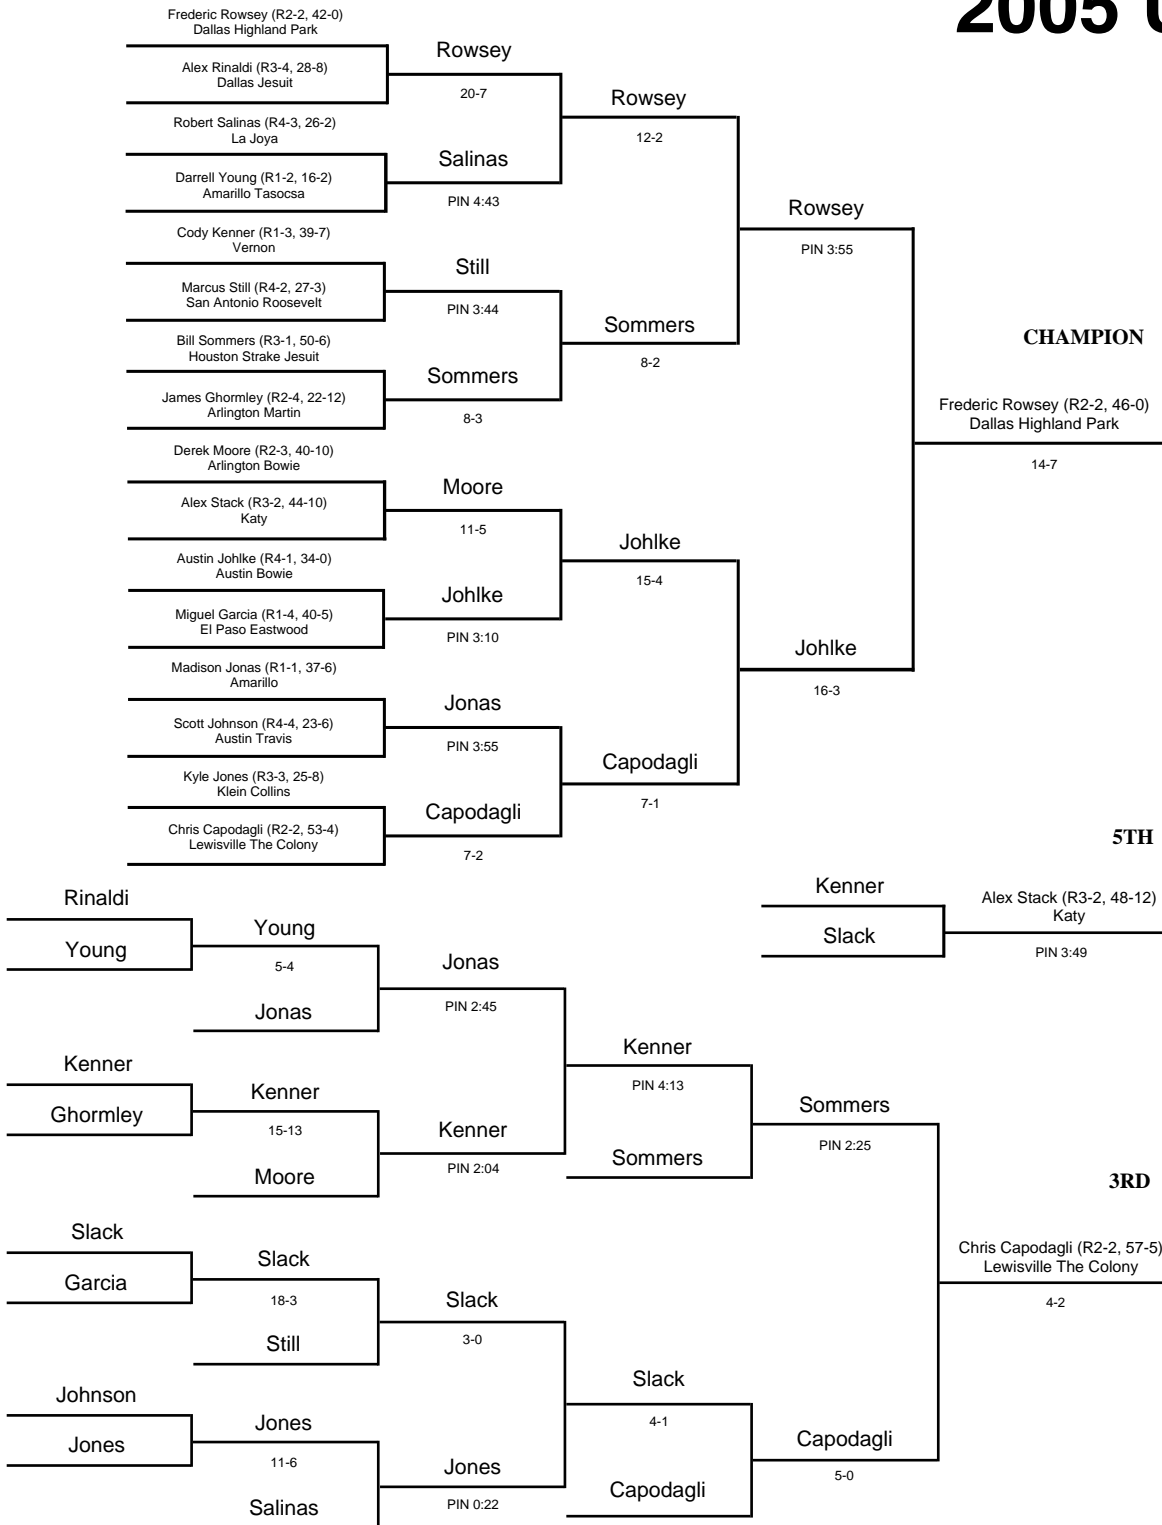 2005
Frederic Rowsey (R2-2, 42-0)
Dallas Highland Park
Alex Rinaldi (R3-4, 28-8)
Dallas Jesuit
Rowsey
20-7
Robert Salinas (R4-3, 26-2)
La Joya
Darrell Young (R1-2, 16-2)
Amarillo Tasocsa
Salinas
PIN 4:43
Rowsey
12-2
Cody Kenner (R1-3, 39-7)
Vernon
Marcus Still (R4-2, 27-3)
San Antonio Roosevelt
Still
PIN 3:44
Bill Sommers (R3-1, 50-6)
Houston Strake Jesuit
James Ghormley (R2-4, 22-12)
Arlington Martin
Sommers
8-3
Sommers
8-2
Rowsey
PIN 3:55
Derek Moore (R2-3, 40-10)
Arlington Bowie
Alex Stack (R3-2, 44-10)
Katy
Moore
11-5
Austin Johlke (R4-1, 34-0)
Austin Bowie
Miguel Garcia (R1-4, 40-5)
El Paso Eastwood
Johlke
PIN 3:10
Johlke
15-4
Madison Jonas (R1-1, 37-6)
Amarillo
Scott Johnson (R4-4, 23-6)
Austin Travis
Jonas
PIN 3:55
Kyle Jones (R3-3, 25-8)
Klein Collins
Chris Capodagli (R2-2, 53-4)
Lewisville The Colony
Capodagli
7-2
Capodagli
7-1
Johlke
16-3
CHAMPION
Frederic Rowsey (R2-2, 46-0)
Dallas Highland Park
14-7
5TH
Kenner
Slack
Alex Stack (R3-2, 48-12)
Katy
PIN 3:49
Rinaldi
Young
Young
5-4
Jonas
Jonas
PIN 2:45
Kenner
Ghormley
Kenner
15-13
Moore
Kenner
PIN 2:04
Kenner
PIN 4:13
Sommers
Sommers
PIN 2:25
Slack
Garcia
Slack
18-3
Still
Slack
3-0
Johnson
Jones
Jones
11-6
Salinas
Jones
PIN 0:22
Slack
4-1
Capodagli
Capodagli
5-0
3RD
Chris Capodagli (R2-2, 57-5)
Lewisville The Colony
4-2